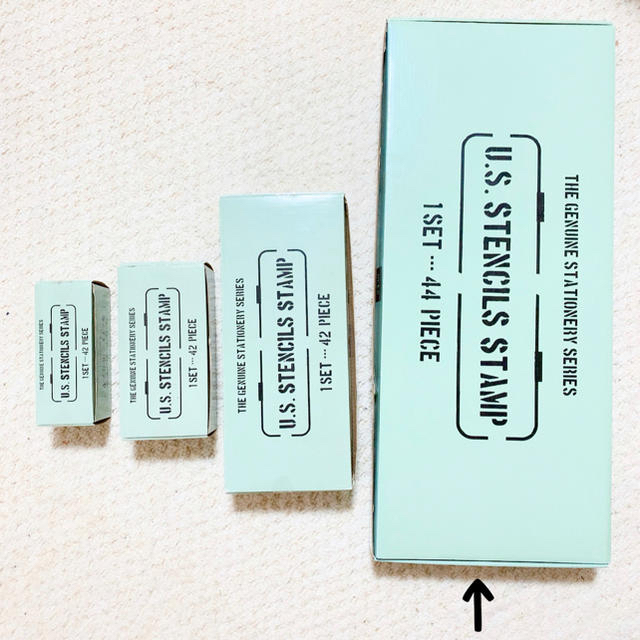 THE GENUINE STATIONERY SERIES
U.S. STENCILS STAMP
1SET ··· 42 PIECE
THE GENUINE STATIONERY SERIES
U.S. STENCILS STAMP
1SET ··· 42 PIECE
THE GENUINE STATIONERY SERIES
U.S. STENCILS STAMP
1SET ··· 42 PIECE
THE GENUINE STATIONERY SERIES
U.S. STENCILS STAMP
1SET ··· 44 PIECE